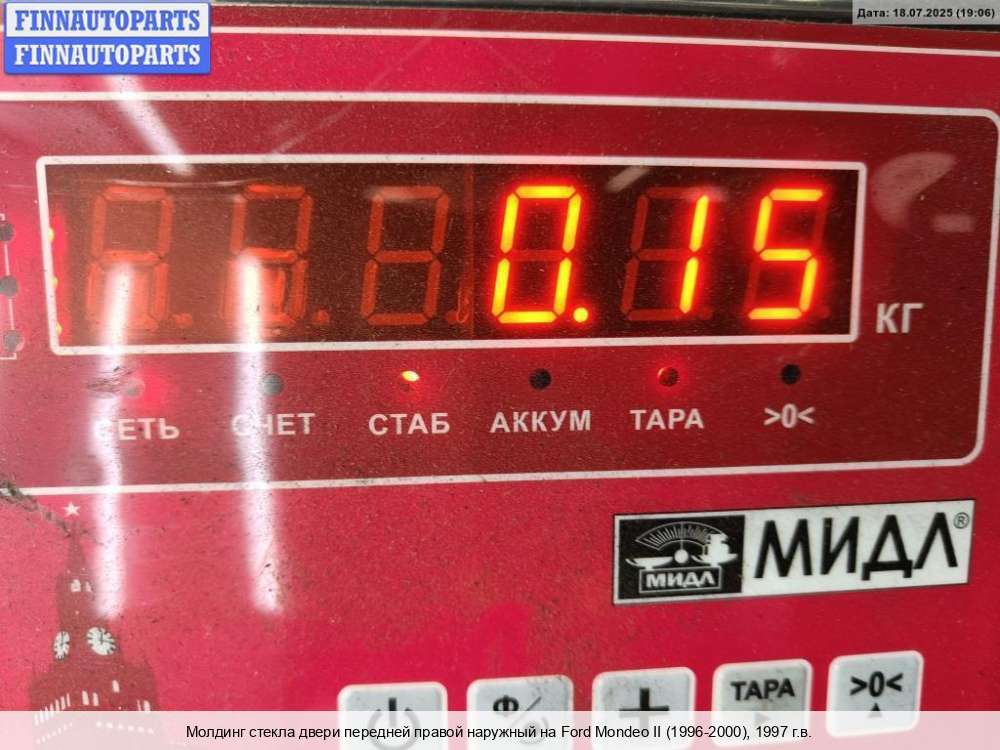 FINNAUTOPARTS
FINNAUTOPARTS
Дата: 18.07.2025 (19:06)
0.15
КГ
СЕТЬ СЧЕТ СТАБ АККУМ ТАРА >0<
МИДЛ МИДЛ®
Ф + ТАРА >0<
Молдинг стекла двери передней правой наружный на Ford Mondeo II (1996-2000), 1997 г.в.